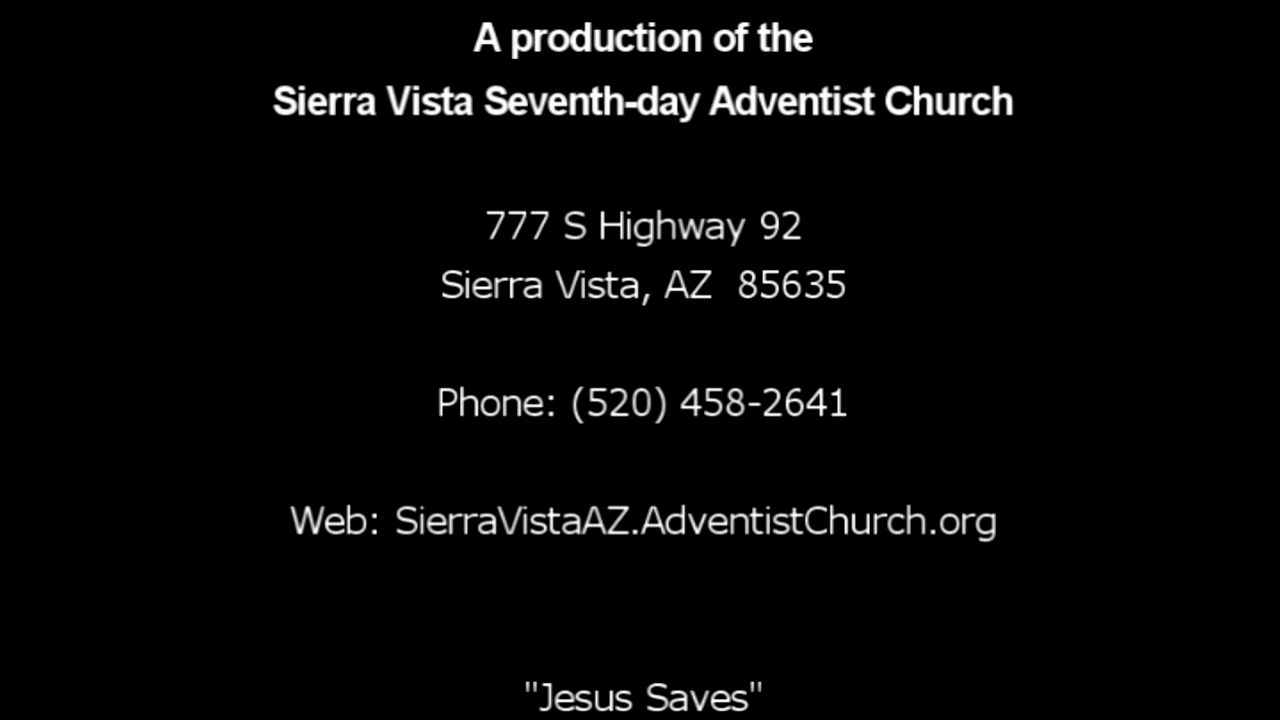 A production of the
Sierra Vista Seventh-day Adventist Church
777 S Highway 92
Sierra Vista, AZ  85635
Phone: (520) 458-2641
Web: SierraVistaAZ.AdventistChurch.org
"Jesus Saves"